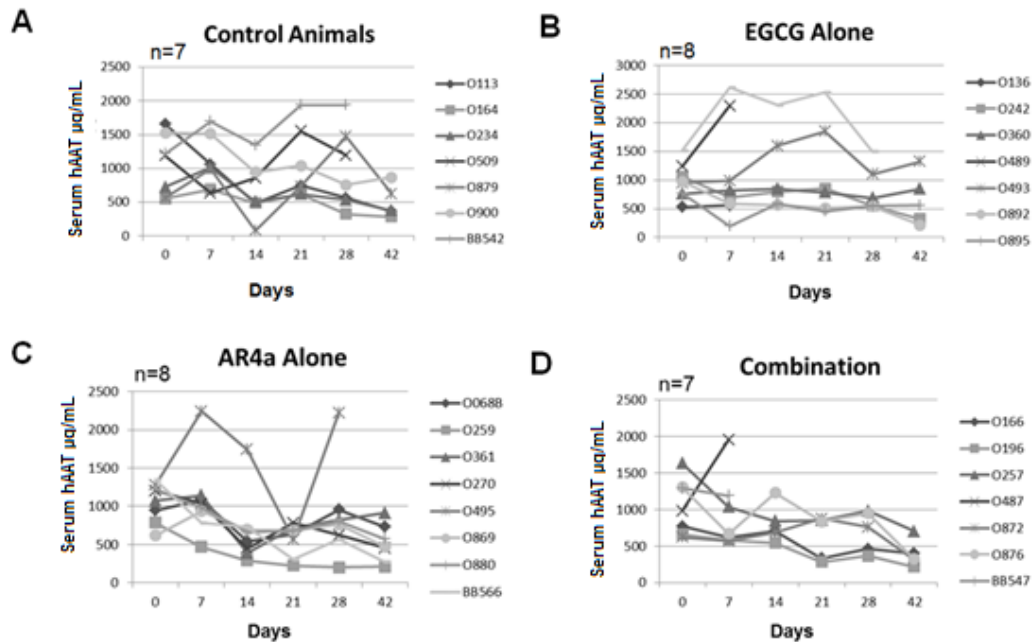 A
Control Animals
n=7
Serum hAAT µq/mL
2500
2000
1500
1000
500
0
0 7 14 21 28 42
Days
O113
O164
O234
O509
O879
O900
BB542
B
EGCG Alone
n=8
Serum hAAT µq/mL
3000
2500
2000
1500
1000
500
0
0 7 14 21 28 42
Days
O136
O242
O360
O489
O493
O892
O895
C
AR4a Alone
n=8
Serum hAAT µq/mL
2500
2000
1500
1000
500
0
0 7 14 21 28 42
Days
O068B
O259
O361
O270
O495
O869
O880
BB566
D
Combination
n=7
Serum hAAT µq/mL
2500
2000
1500
1000
500
0
0 7 14 21 28 42
Days
O166
O196
O257
O487
O872
O876
BB547